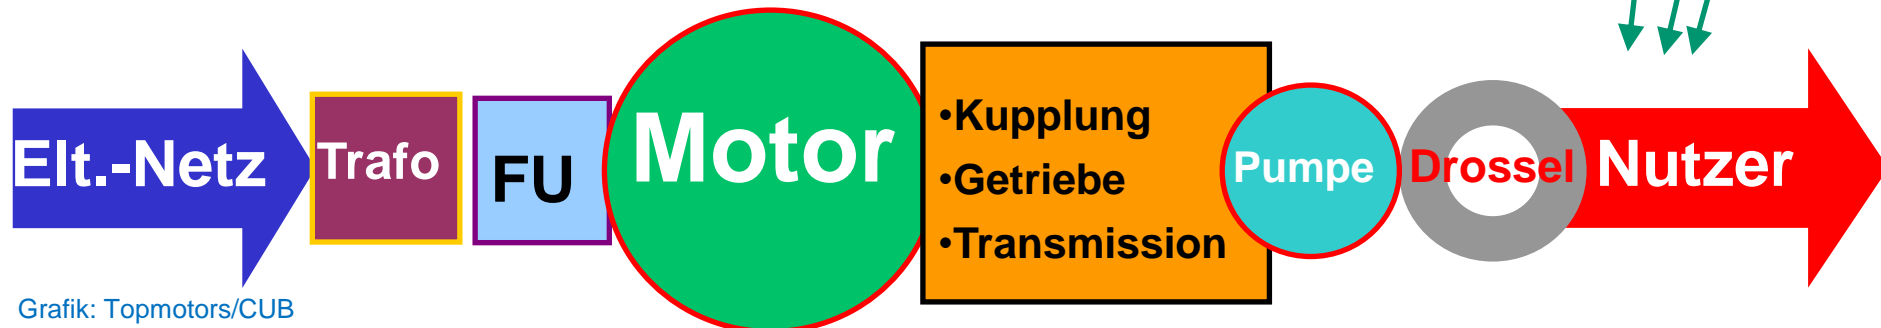 Elt.-Netz
Trafo
FU
Motor
•Kupplung
•Getriebe
•Transmission
Pumpe
Drossel
Nutzer
Grafik: Topmotors/CUB